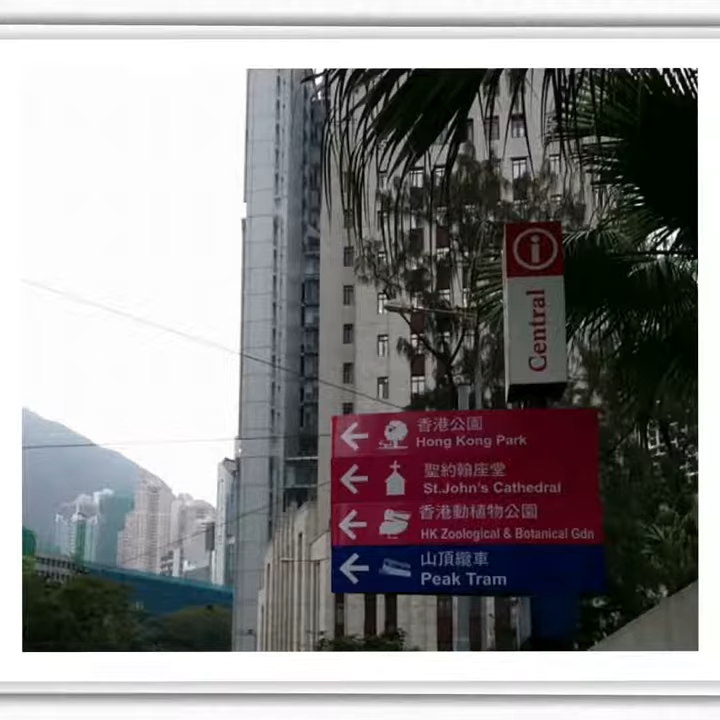 i
Central
香港公園
Hong Kong Park
聖約翰座堂
St.John's Cathedral
香港動植物公園
HK Zoological & Botanical Gdn
山頂纜車
Peak Tram